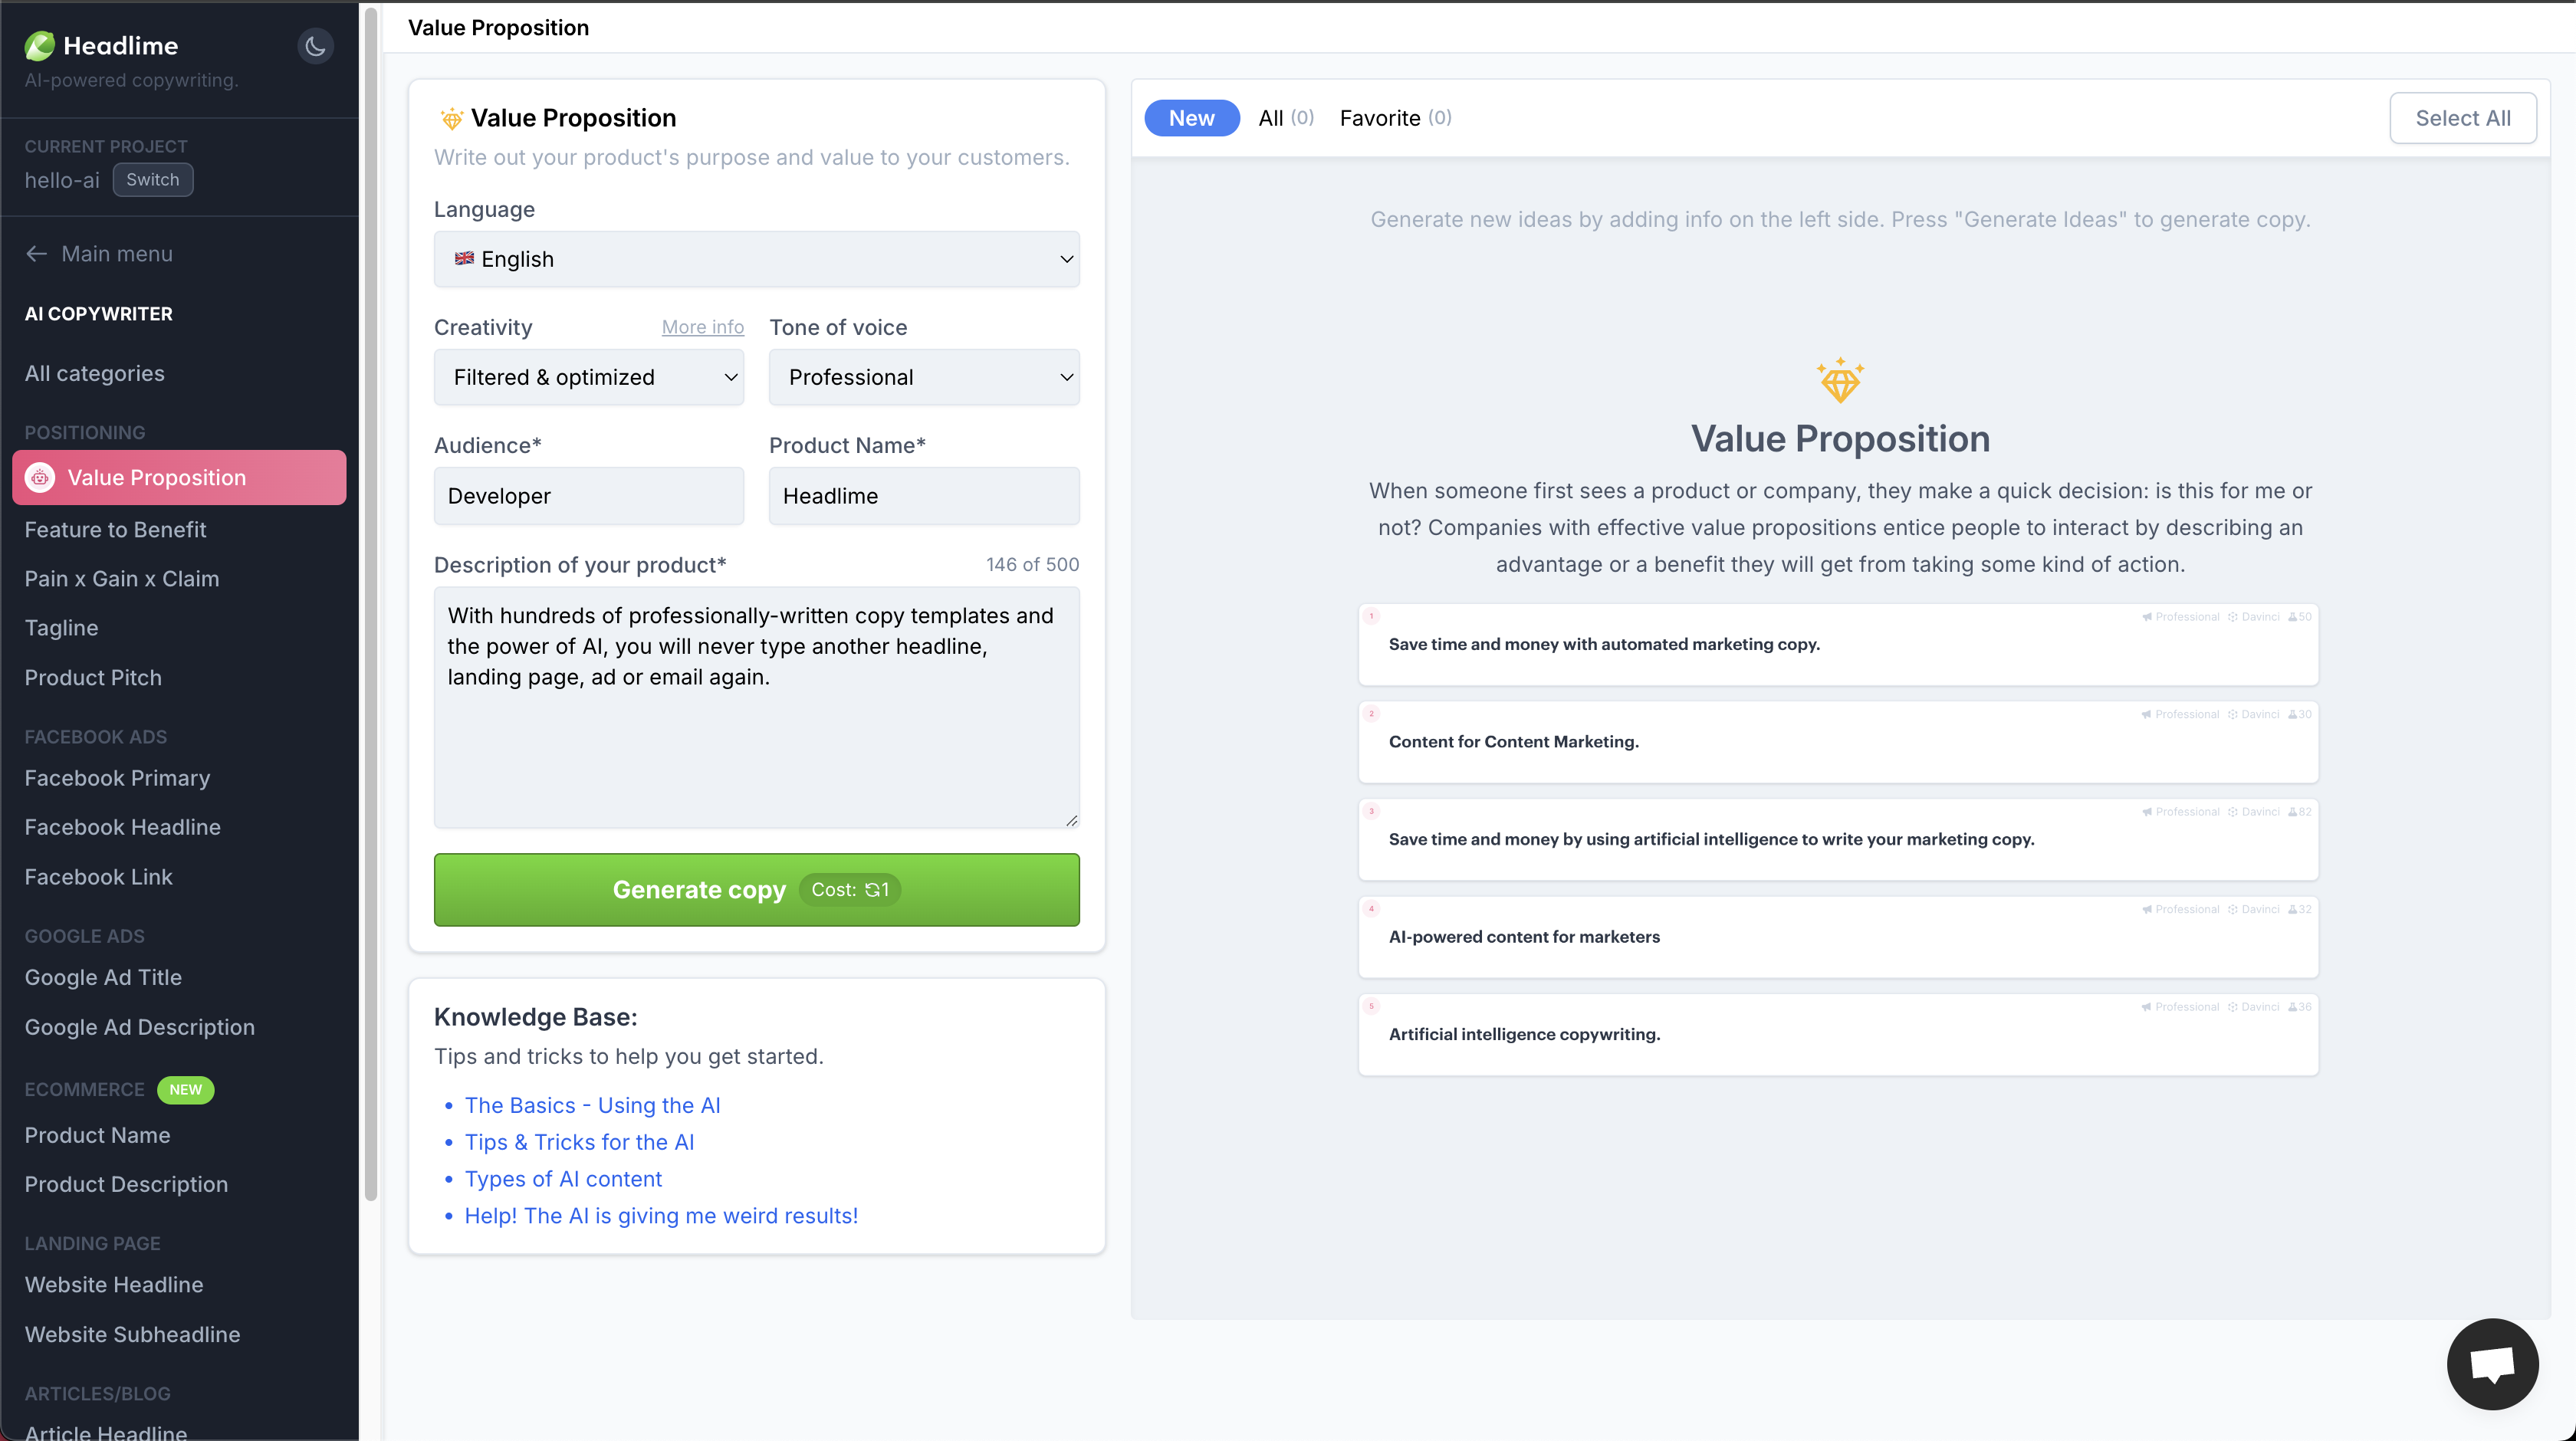 Headlime
AI-powered copywriting.
CURRENT PROJECT
hello-ai Switch
Main menu
AI COPYWRITER
All categories
POSITIONING
Value Proposition
Feature to Benefit
Pain x Gain x Claim
Tagline
Product Pitch
FACEBOOK ADS
Facebook Primary
Facebook Headline
Facebook Link
GOOGLE ADS
Google Ad Title
Google Ad Description
ECOMMERCE NEW
Product Name
Product Description
LANDING PAGE
Website Headline
Website Subheadline
ARTICLES/BLOG
Article Headline
Value Proposition
Value Proposition
Write out your product's purpose and value to your customers.
Language
English
Creativity More info Tone of voice
Filtered & optimized Professional
Audience* Product Name*
Developer Headlime
Description of your product* 146 of 500
With hundreds of professionally-written copy templates and
the power of AI, you will never type another headline,
landing page, ad or email again.
Generate copy Cost: 1
Knowledge Base:
Tips and tricks to help you get started.
• The Basics - Using the AI
• Tips & Tricks for the AI
• Types of AI content
• Help! The AI is giving me weird results!
New All (0) Favorite (0) Select All
Generate new ideas by adding info on the left side. Press "Generate Ideas" to generate copy.
Value Proposition
When someone first sees a product or company, they make a quick decision: is this for me or
not? Companies with effective value propositions entice people to interact by describing an
advantage or a benefit they will get from taking some kind of action.
1 Professional Davinci 50
Save time and money with automated marketing copy.
2 Professional Davinci 30
Content for Content Marketing.
3 Professional Davinci 82
Save time and money by using artificial intelligence to write your marketing copy.
4 Professional Davinci 32
AI-powered content for marketers
5 Professional Davinci 36
Artificial intelligence copywriting.